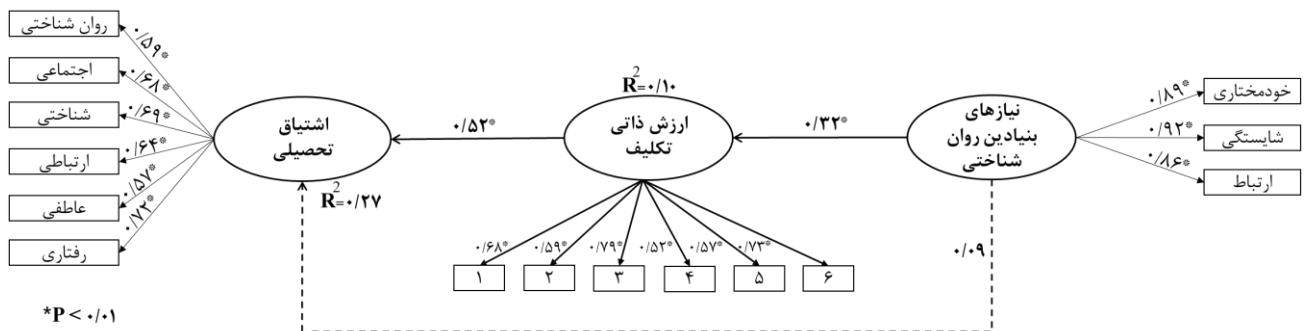 خودمختاری
شایستگی
ارتباط
۰/۸۹*
۰/۹۲*
۰/۸۶*
نیازهای
بنیادین روان
شناختی
۰/۳۲*
R2=۰/۱۰
ارزش ذاتی
تکلیف
۰/۶۸*
۰/۵۹*
۰/۷۹*
۰/۵۲*
۰/۵۷*
۰/۷۳*
۱
۲
۳
۴
۵
۶
۰/۵۲*
اشتیاق
تحصیلی
R2=۰/۲۷
۰/۰۹
۰/۵۹*
۰/۶۸*
۰/۶۹*
۰/۶۴*
۰/۵۷*
۰/۷۲*
روان شناختی
اجتماعی
شناختی
ارتباطی
عاطفی
رفتاری
*P < ۰/۰۱